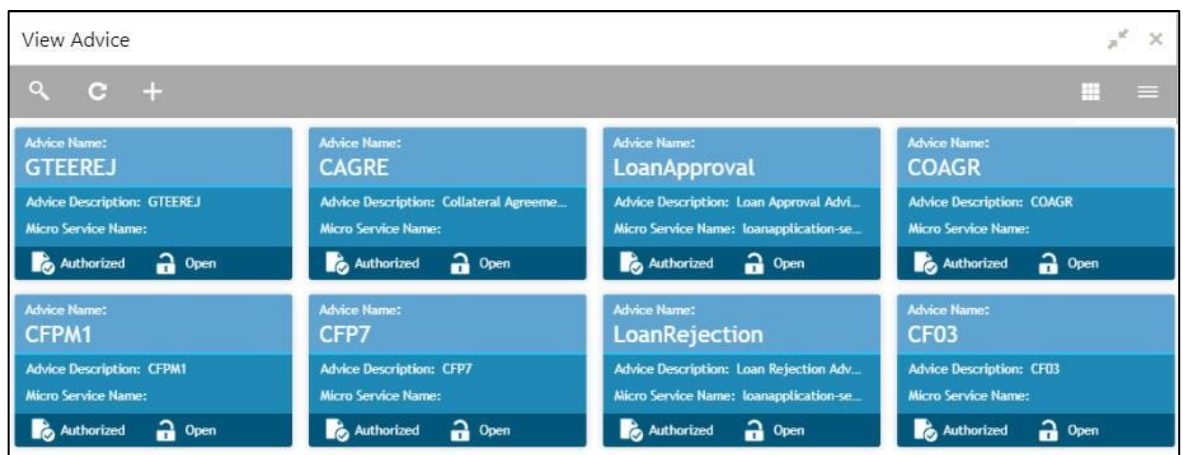 View Advice
Advice Name:
GTEEREJ
Advice Description: GTEEREJ
Micro Service Name:
Authorized Open
Advice Name:
CAGRE
Advice Description: Collateral Agreeme...
Micro Service Name:
Authorized Open
Advice Name:
LoanApproval
Advice Description: Loan Approval Advi...
Micro Service Name: loanapplication-se...
Authorized Open
Advice Name:
COAGR
Advice Description: COAGR
Micro Service Name:
Authorized Open
Advice Name:
CFPM1
Advice Description: CFPM1
Micro Service Name:
Authorized Open
Advice Name:
CFP7
Advice Description: CFP7
Micro Service Name:
Authorized Open
Advice Name:
LoanRejection
Advice Description: Loan Rejection Adv...
Micro Service Name: loanapplication-se...
Authorized Open
Advice Name:
CF03
Advice Description: CF03
Micro Service Name:
Authorized Open